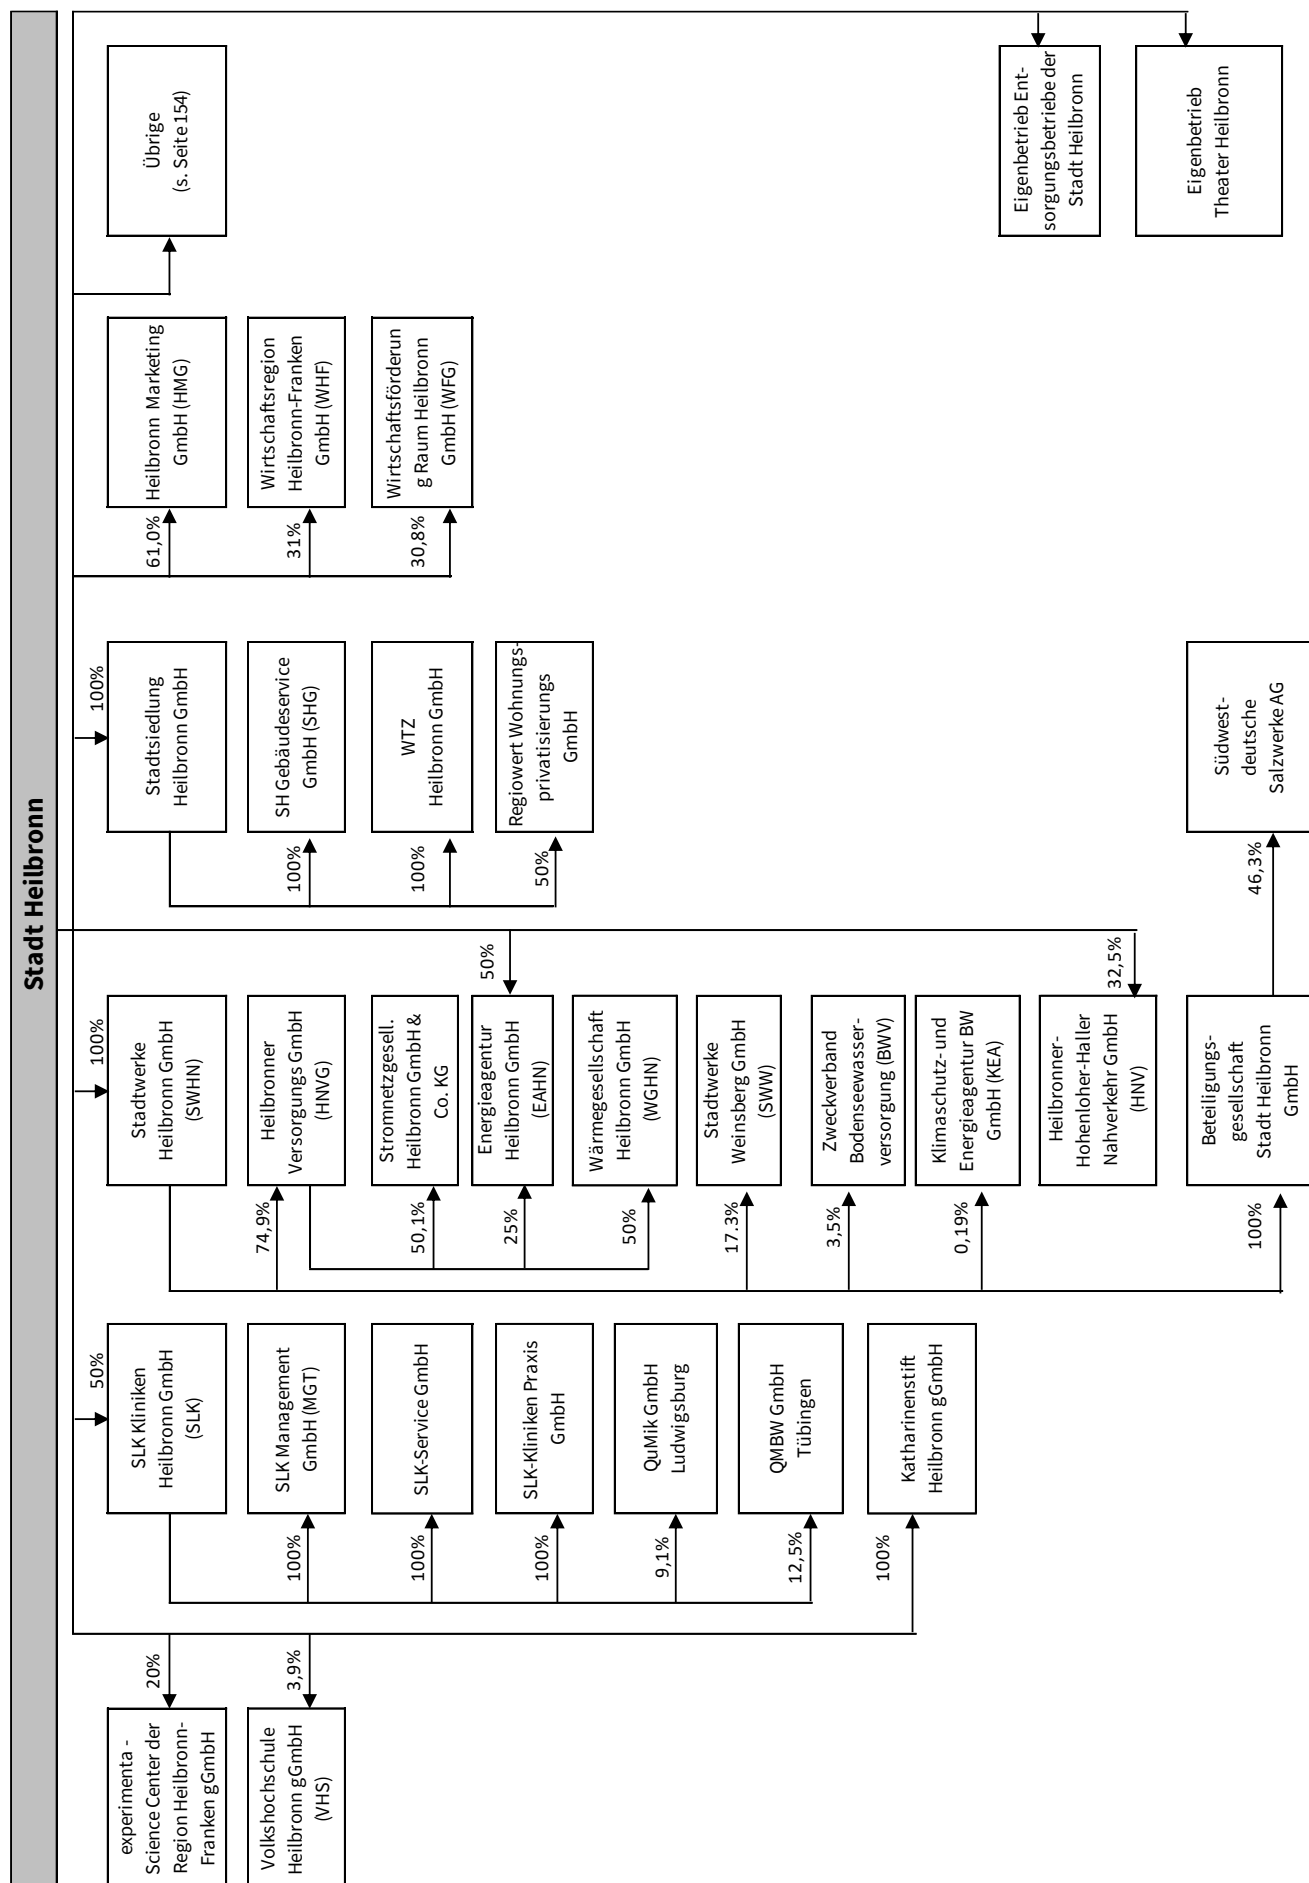 Stadt Heilbronn
experimenta -
Science Center der
Region Heilbronn-
Franken gGmbH
20%
Volkshochschule
Heilbronn gGmbH
(VHS)
3,9%
50%
SLK Kliniken
Heilbronn GmbH
(SLK)
SLK Management
GmbH (MGT)
100%
SLK-Service GmbH
100%
SLK-Kliniken Praxis
GmbH
100%
QuMik GmbH
Ludwigsburg
9,1%
QMBW GmbH
Tübingen
12,5%
Katharinenstift
Heilbronn gGmbH
100%
100%
Stadtwerke
Heilbronn GmbH
(SWHN)
Heilbronner
Versorgungs GmbH
(HNVG)
74,9%
Stromnetzgesell.
Heilbronn GmbH &
Co. KG
50,1%
Energieagentur
Heilbronn GmbH
(EAHN)
25%
50%
Wärmegesellschaft
Heilbronn GmbH
(WGHN)
50%
Stadtwerke
Weinsberg GmbH
(SWW)
17.3%
Zweckverband
Bodenseewasser-
versorgung (BWV)
3,5%
Klimaschutz- und
Energieagentur BW
GmbH (KEA)
0,19%
Heilbronner-
Hohenloher-Haller
Nahverkehr GmbH
(HNV)
32,5%
Beteiligungs-
gesellschaft
Stadt Heilbronn
GmbH
100%
46,3%
Südwest-
deutsche
Salzwerke AG
100%
Stadtsiedlung
Heilbronn GmbH
SH Gebäudeservice
GmbH (SHG)
100%
WTZ
Heilbronn GmbH
100%
Regiowert Wohnungs-
privatisierungs
GmbH
50%
Heilbronn Marketing
GmbH (HMG)
61,0%
Wirtschaftsregion
Heilbronn-Franken
GmbH (WHF)
31%
Wirtschaftsförderun
g Raum Heilbronn
GmbH (WFG)
30,8%
Übrige
(s. Seite 154)
Eigenbetrieb Ent-
sorgungsbetriebe der
Stadt Heilbronn
Eigenbetrieb
Theater Heilbronn